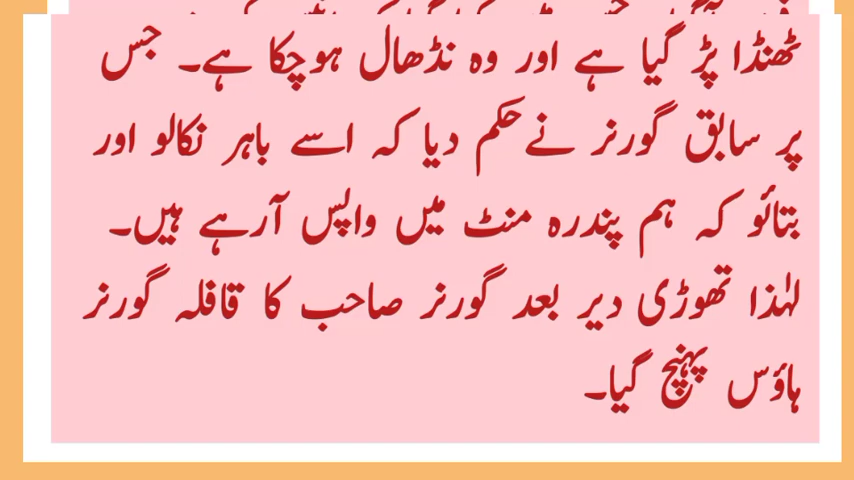 ٹھنڈا پڑ گیا ہے اور وہ نڈھال ہوچکا ہے۔ جس
پر سابق گورنر نے حکم دیا کہ اسے باہر نکالو اور
بتائو کہ ہم پندرہ منٹ میں واپس آرہے ہیں۔
لہٰذا تھوڑی دیر بعد گورنر صاحب کا قافلہ گورنر
ہاؤس پہنچ گیا۔